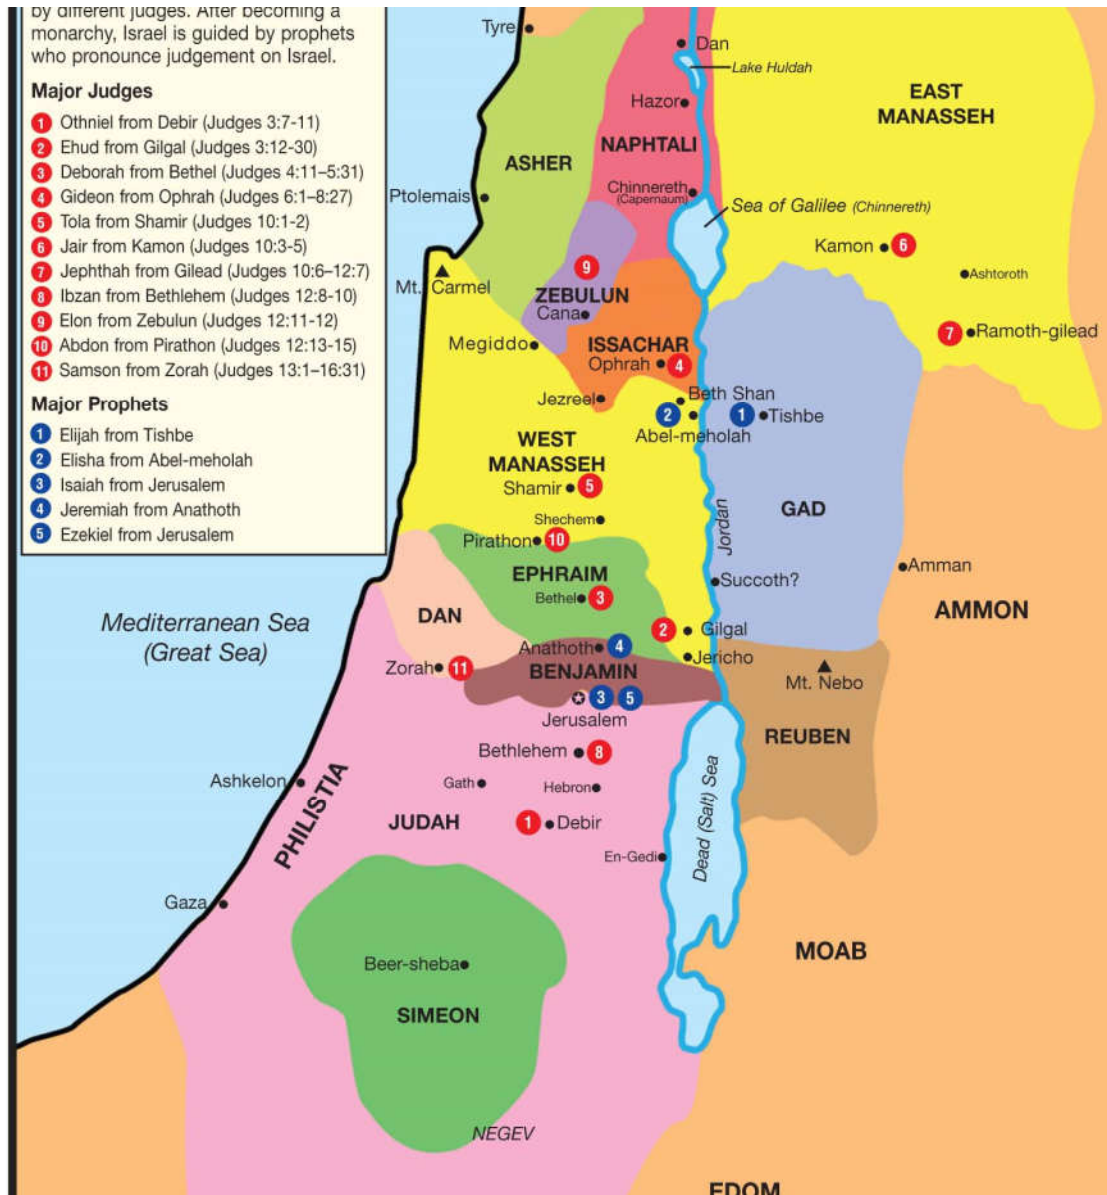 by different judges. After becoming a
monarchy, Israel is guided by prophets
who pronounce judgement on Israel.
Major Judges
1 Othniel from Debir (Judges 3:7-11)
2 Ehud from Gilgal (Judges 3:12-30)
3 Deborah from Bethel (Judges 4:11–5:31)
4 Gideon from Ophrah (Judges 6:1–8:27)
5 Tola from Shamir (Judges 10:1-2)
6 Jair from Kamon (Judges 10:3-5)
7 Jephthah from Gilead (Judges 10:6–12:7)
8 Ibzan from Bethlehem (Judges 12:8-10)
9 Elon from Zebulun (Judges 12:11-12)
10 Abdon from Pirathon (Judges 12:13-15)
11 Samson from Zorah (Judges 13:1–16:31)
Major Prophets
1 Elijah from Tishbe
2 Elisha from Abel-meholah
3 Isaiah from Jerusalem
4 Jeremiah from Anathoth
5 Ezekiel from Jerusalem
Tyre
Dan
Lake Huldah
Hazor
EAST
MANASSEH
NAPHTALI
ASHER
Ptolemais
Chinnereth
(Capernaum)
Sea of Galilee (Chinnereth)
Kamon 6
Ashtoroth
9
Mt. Carmel
ZEBULUN
Cana
7 Ramoth-gilead
Megiddo
ISSACHAR
Ophrah 4
Jezreel
Beth Shan
2
Abel-meholah
1 Tishbe
WEST
MANASSEH
Shamir 5
GAD
Shechem
Jordan
Pirathon 10
Amman
EPHRAIM
Succoth?
Bethel 3
DAN
AMMON
Mediterranean Sea
(Great Sea)
2 Gilgal
Anathoth 4
Jericho
Zorah 11
BENJAMIN
Mt. Nebo
3 5
Jerusalem
REUBEN
Bethlehem 8
Ashkelon
Gath
Hebron
PHILISTIA
JUDAH
1 Debir
Dead (Salt) Sea
En-Gedi
Gaza
MOAB
Beer-sheba
SIMEON
NEGEV
EDOM